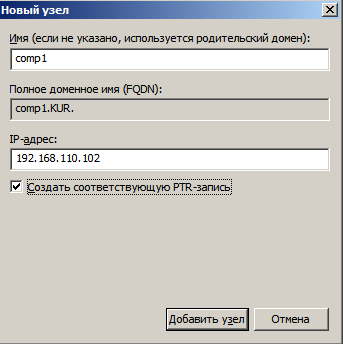 Новый узел
Имя (если не указано, используется родительский домен):
comp1
Полное доменное имя (FQDN):
comp1.KUR.
IP-адрес:
192.168.110.102
Создать соответствующую PTR-запись
Добавить узел
Отмена